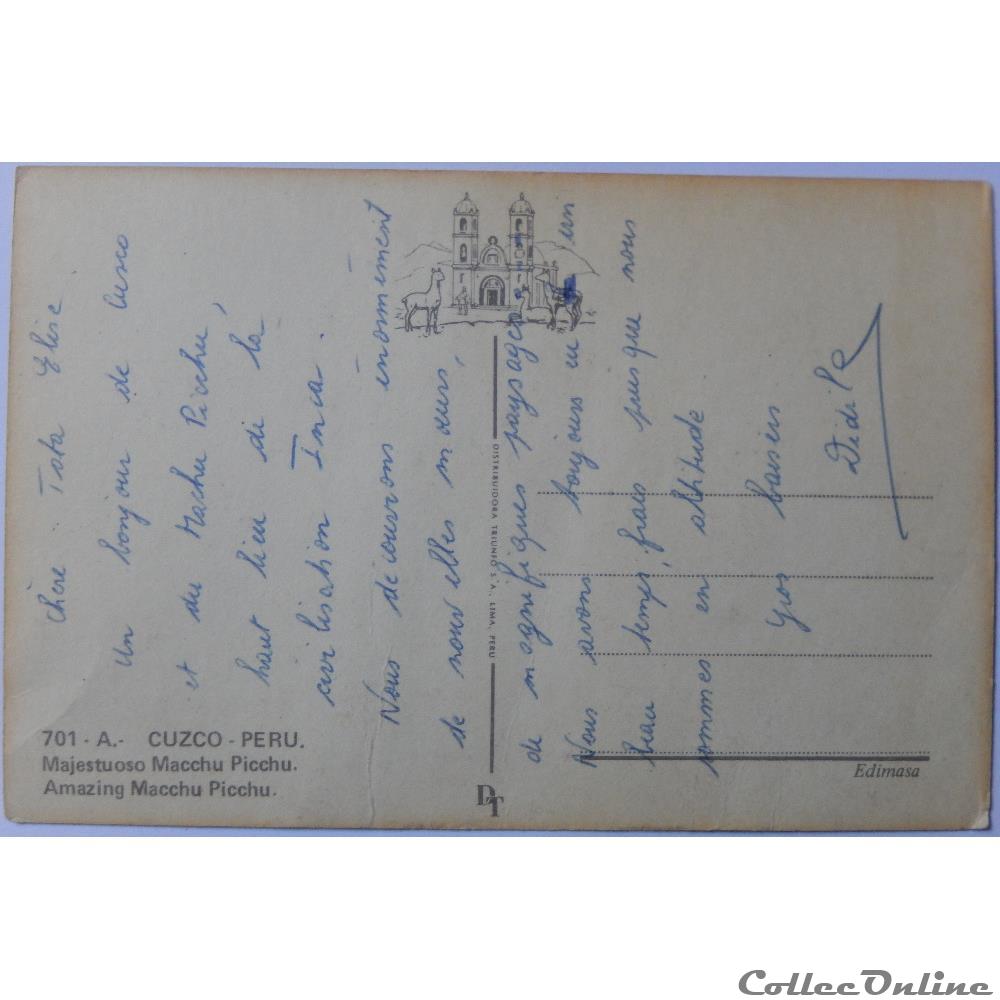 Chère Tata Elise
Un bonjour de Cusco
et du Machu Picchu,
haut lieu di la
civilisation Inca.
Nous découvrons énormément
de nouvelles mœurs,
de magnifiques paysages
Nous avons toujours eu un
beau temps, frais puisque nous
sommes en altitude
Gros baisers
701 - A.- CUZCO - PERU.
Majestuoso Macchu Picchu.
Amazing Macchu Picchu.
DISTRIBUIDORA TRIUNFO S.A., LIMA, PERU
DT
Edimasa
CollecOnline